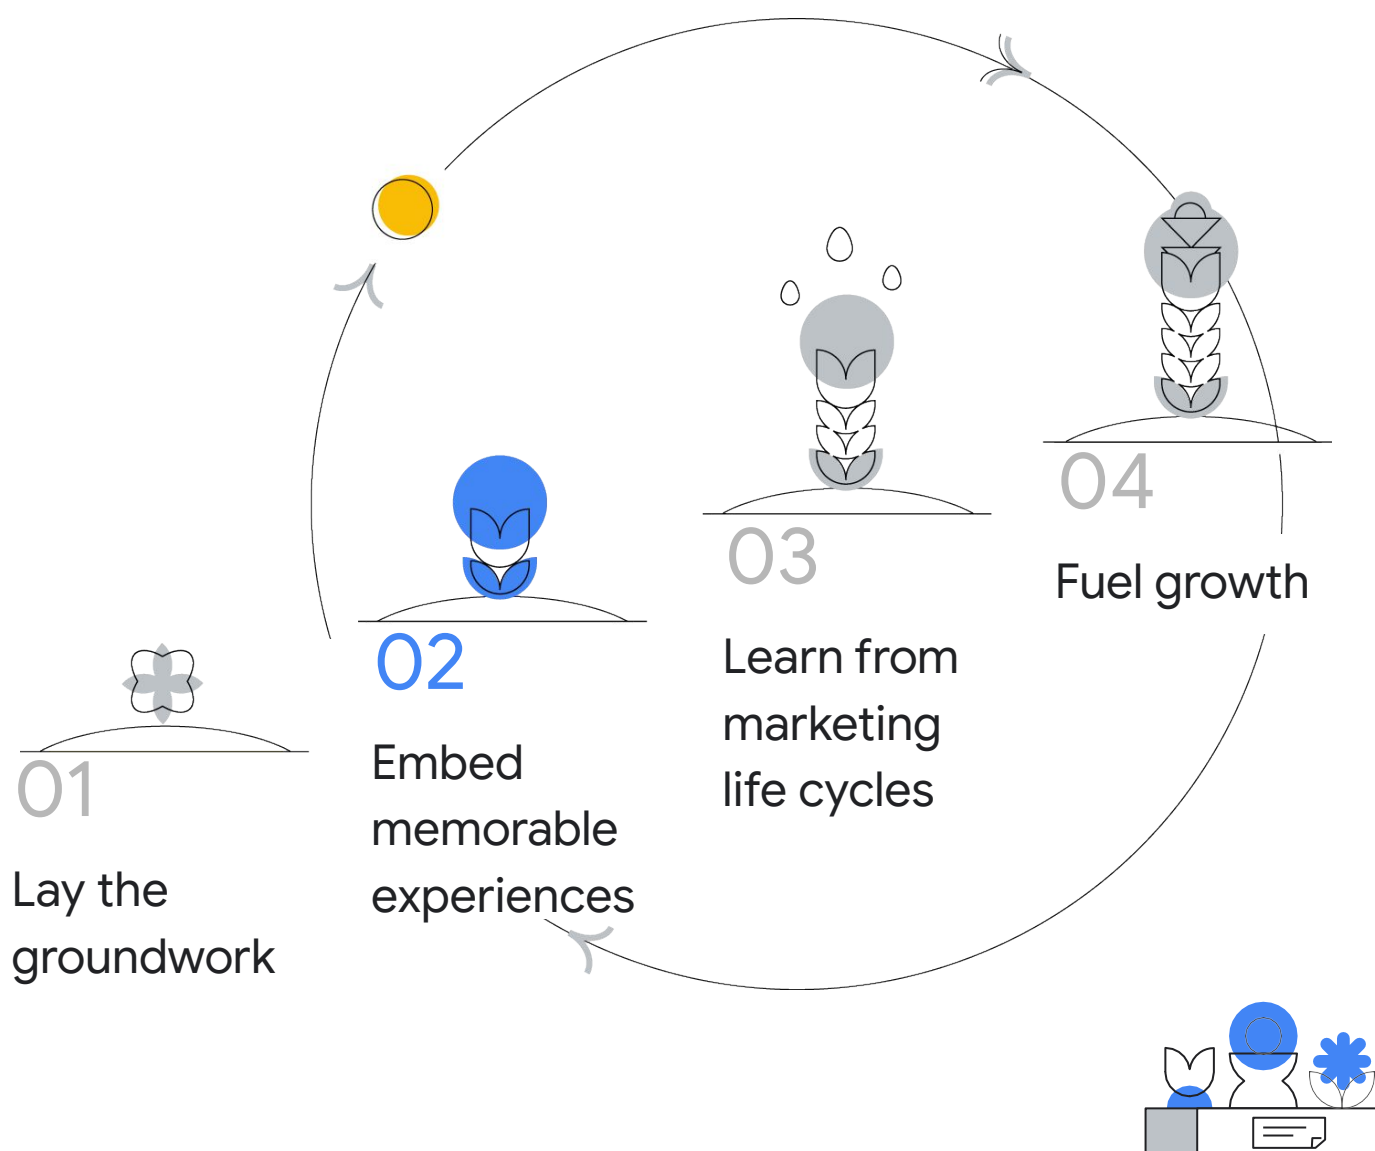 01
Lay the
groundwork
02
Embed
memorable
experiences
03
Learn from
marketing
life cycles
04
Fuel growth